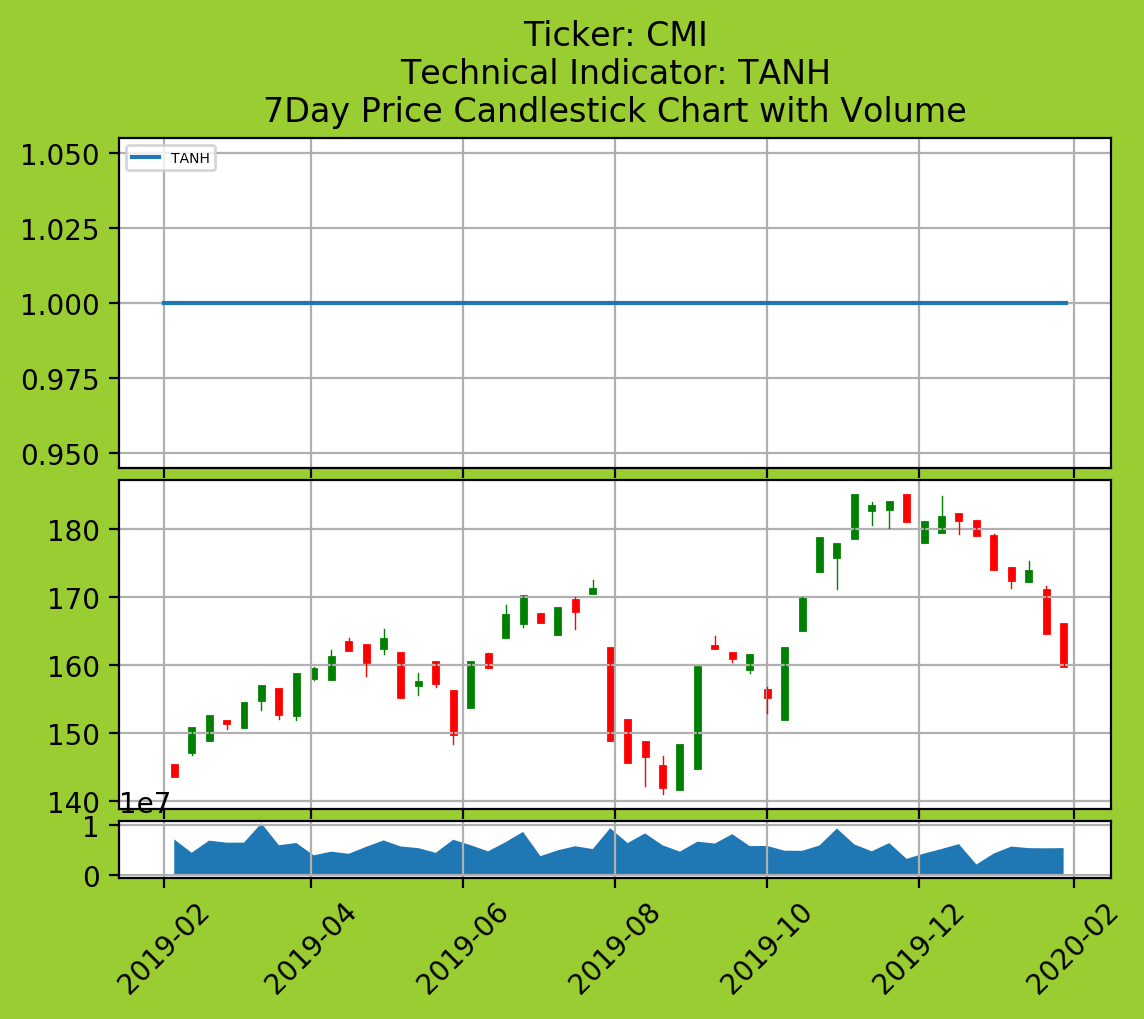 Ticker: CMI
Technical Indicator: TANH
7Day Price Candlestick Chart with Volume
1.050
TANH
1.025
1.000
0.975
0.950
180
170
160
150
140
1e7
1
0
2019-02 2019-04 2019-06 2019-08 2019-10 2019-12 2020-02